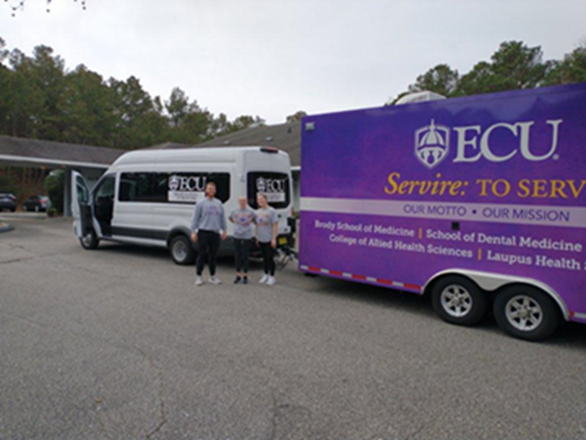 ECU
ECU
ECU
Servire: TO SERV
OUR MOTTO • OUR MISSION
Brody School of Medicine | School of Dental Medicine
College of Allied Health Sciences | Laupus Health